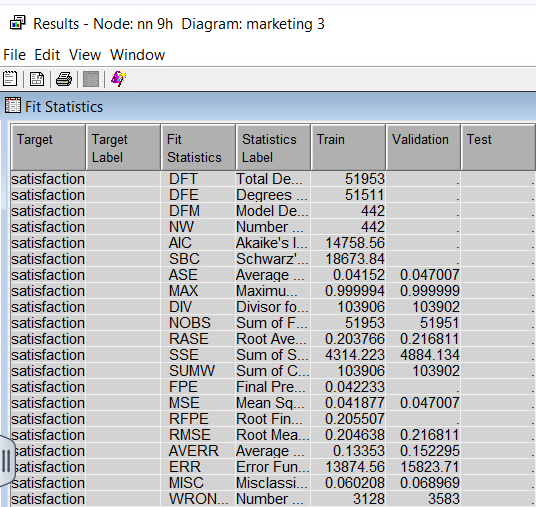 Results - Node: nn 9h Diagram: marketing 3
File Edit View Window
Fit Statistics
Target Target Label Fit Statistics Statistics Label Train Validation Test
satisfaction DFT Total De... 51953 . .
satisfaction DFE Degrees ... 51511 . .
satisfaction DFM Model De... 442 . .
satisfaction NW Number ... 442 . .
satisfaction AIC Akaike's I... 14758.56 . .
satisfaction SBC Schwarz'... 18673.84 . .
satisfaction ASE Average ... 0.04152 0.047007 .
satisfaction MAX Maximu... 0.999994 0.999999 .
satisfaction DIV Divisor fo... 103906 103902 .
satisfaction NOBS Sum of F... 51953 51951 .
satisfaction RASE Root Ave... 0.203766 0.216811 .
satisfaction SSE Sum of S... 4314.223 4884.134 .
satisfaction SUMW Sum of C... 103906 103902 .
satisfaction FPE Final Pre... 0.042233 . .
satisfaction MSE Mean Sq... 0.041877 0.047007 .
satisfaction RFPE Root Fin... 0.205507 . .
satisfaction RMSE Root Mea... 0.204638 0.216811 .
satisfaction AVERR Average ... 0.13353 0.152295 .
satisfaction ERR Error Fun... 13874.56 15823.71 .
satisfaction MISC Misclassi... 0.060208 0.068969 .
satisfaction WRON... Number ... 3128 3583 .